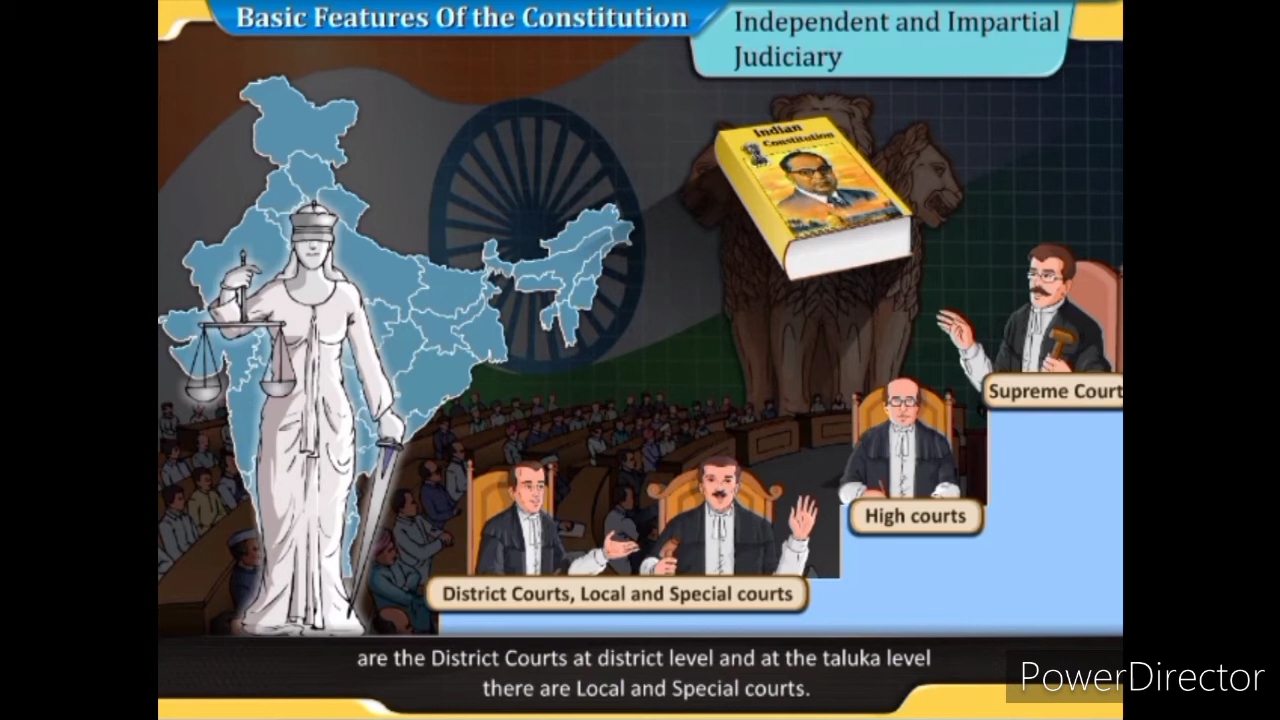 Basic Features Of the Constitution
Independent and Impartial
Judiciary
Indian
Constitution
Supreme Court
High courts
District Courts, Local and Special courts
are the District Courts at district level and at the taluka level
there are Local and Special courts.
PowerDirector